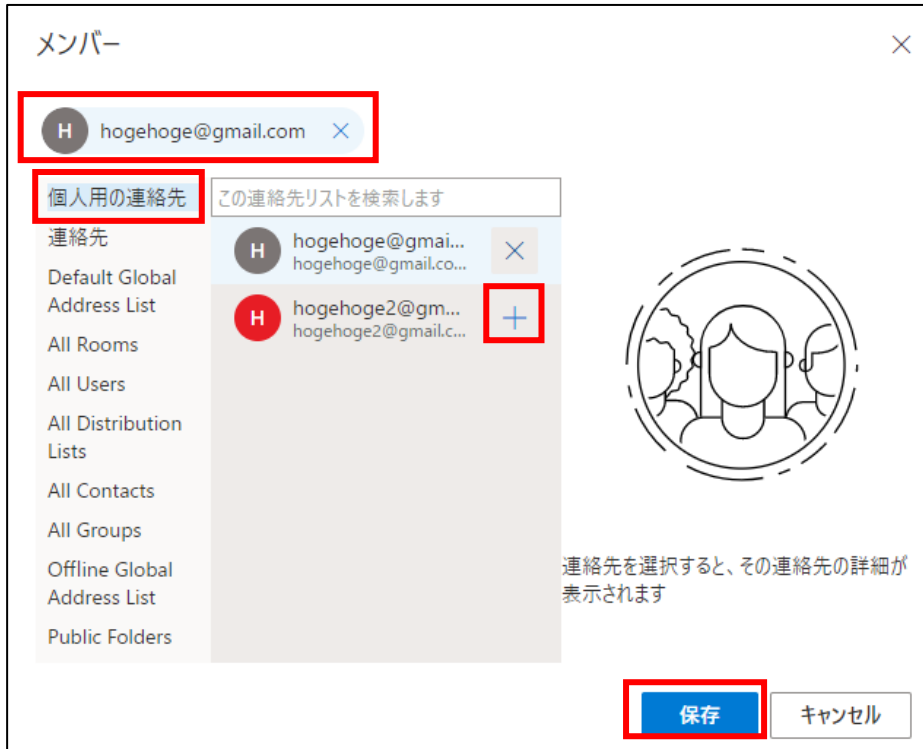 メンバー
H hogehoge@gmail.com
個人用の連絡先
連絡先
Default Global
Address List
All Rooms
All Users
All Distribution
Lists
All Contacts
All Groups
Offline Global
Address List
Public Folders
この連絡先リストを検索します
H hogehoge@gmai...
hogehoge@gmail.co...
H hogehoge2@gm...
hogehoge2@gmail.c...
連絡先を選択すると、その連絡先の詳細が
表示されます
保存
キャンセル